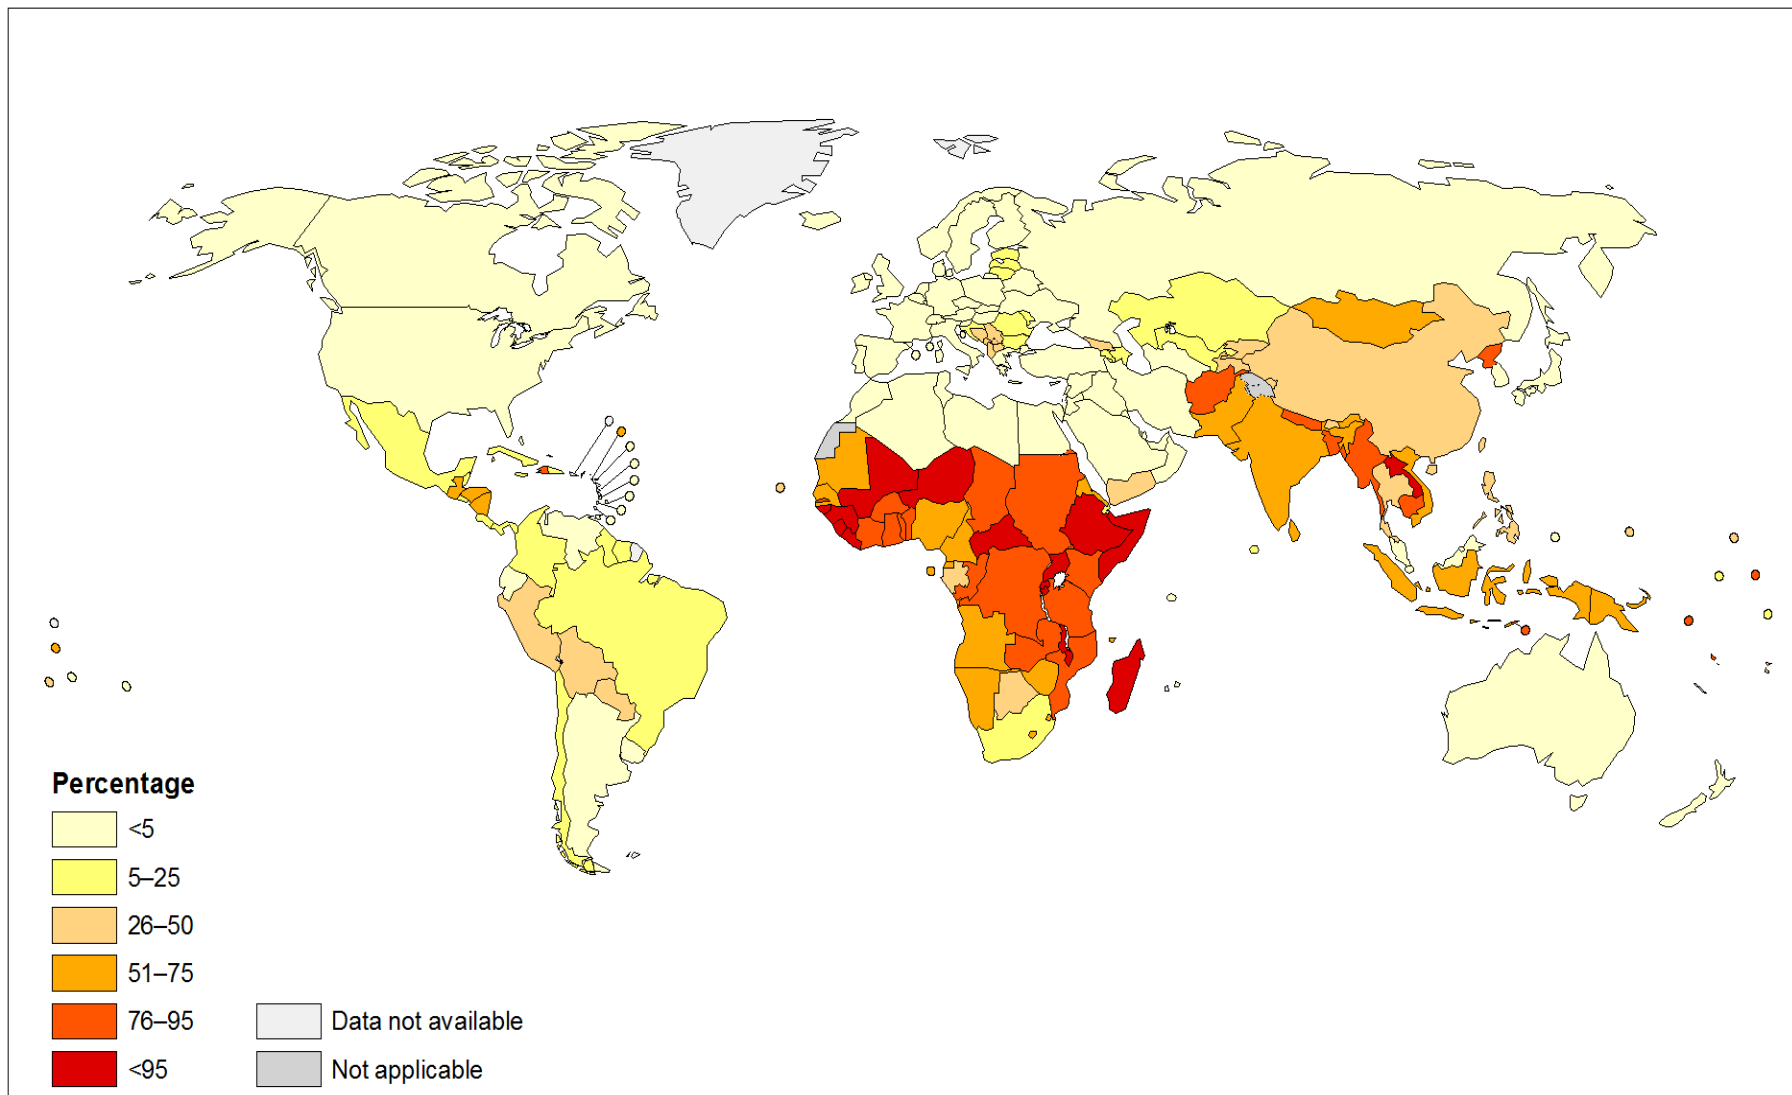 Percentage
<5
5–25
26–50
51–75
76–95
<95
Data not available
Not applicable